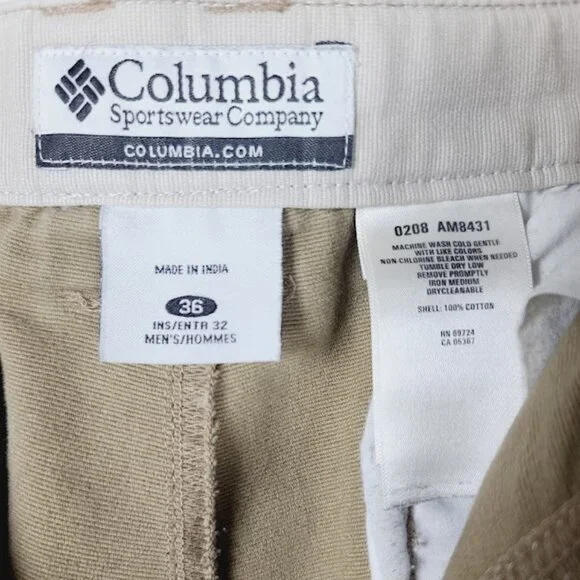 Columbia
Sportswear Company
COLUMBIA.COM
MADE IN INDIA
36
INS/ENTR 32
MEN'S/HOMMES
0208 AM8431
MACHINE WASH COLD GENTLE
WITH LIKE COLORS
NON-CHLORINE BLEACH WHEN NEEDED
TUMBLE DRY LOW
REMOVE PROMPTLY
IRON MEDIUM
DRYCLEANABLE
SHELL: 100% COTTON
RN 69724
CA 05367